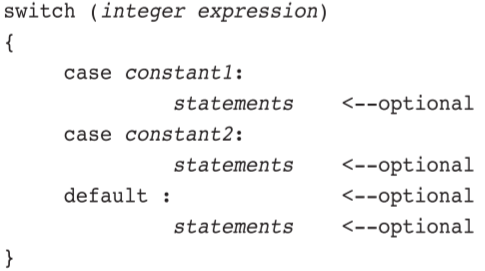 switch (integer expression)
{
case constant1:
statements <--optional
case constant2:
statements <--optional
default : <--optional
statements <--optional
}